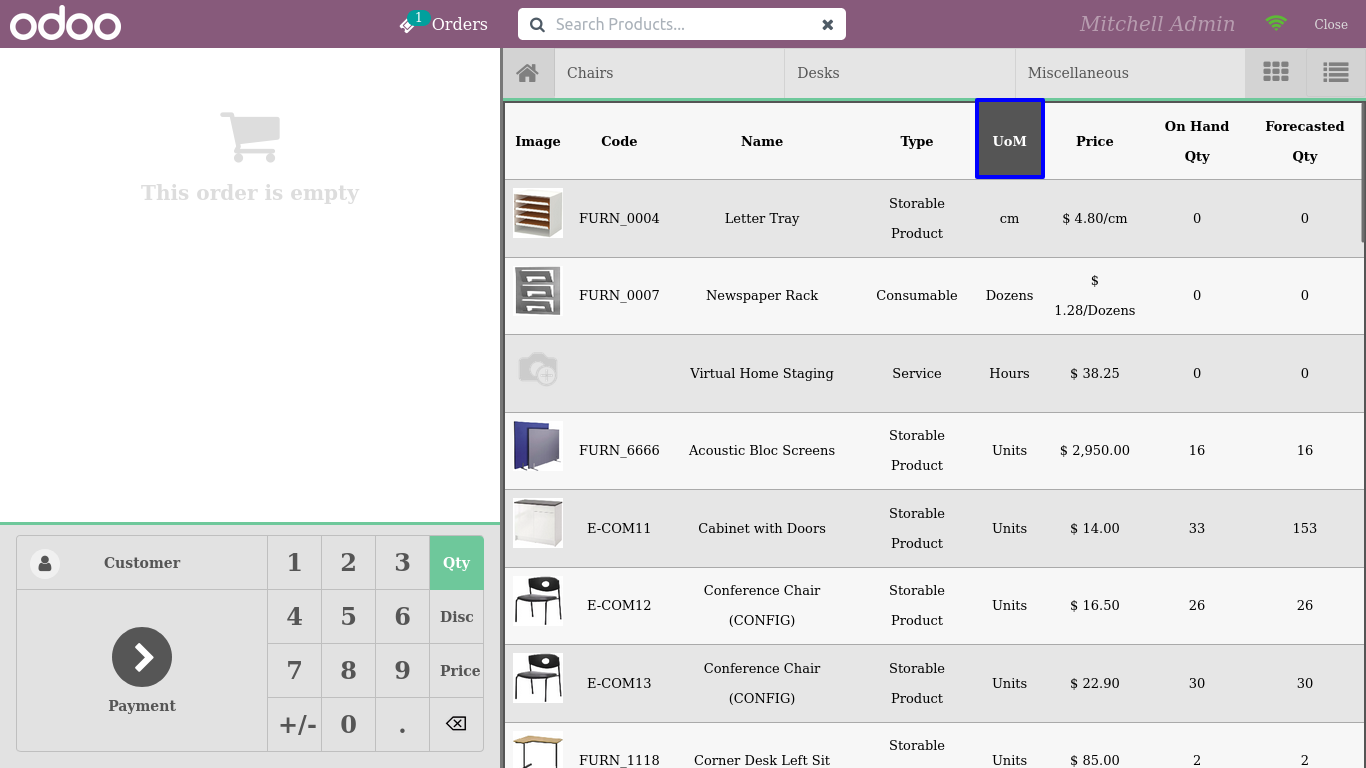 odoo
1
Orders
Search Products...
Mitchell Admin
Close
Chairs
Desks
Miscellaneous
This order is empty
Image
Code
Name
Type
UoM
Price
On Hand
Qty
Forecasted
Qty
FURN_0004
Letter Tray
Storable
Product
cm
$ 4.80/cm
0
0
FURN_0007
Newspaper Rack
Consumable
Dozens
$
1.28/Dozens
0
0
Virtual Home Staging
Service
Hours
$ 38.25
0
0
FURN_6666
Acoustic Bloc Screens
Storable
Product
Units
$ 2,950.00
16
16
E-COM11
Cabinet with Doors
Storable
Product
Units
$ 14.00
33
153
E-COM12
Conference Chair
(CONFIG)
Storable
Product
Units
$ 16.50
26
26
E-COM13
Conference Chair
(CONFIG)
Storable
Product
Units
$ 22.90
30
30
FURN_1118
Corner Desk Left Sit
Storable
Units
$ 85.00
2
2
Customer
Payment
1
2
3
Qty
4
5
6
Disc
7
8
9
Price
+/-
0
.